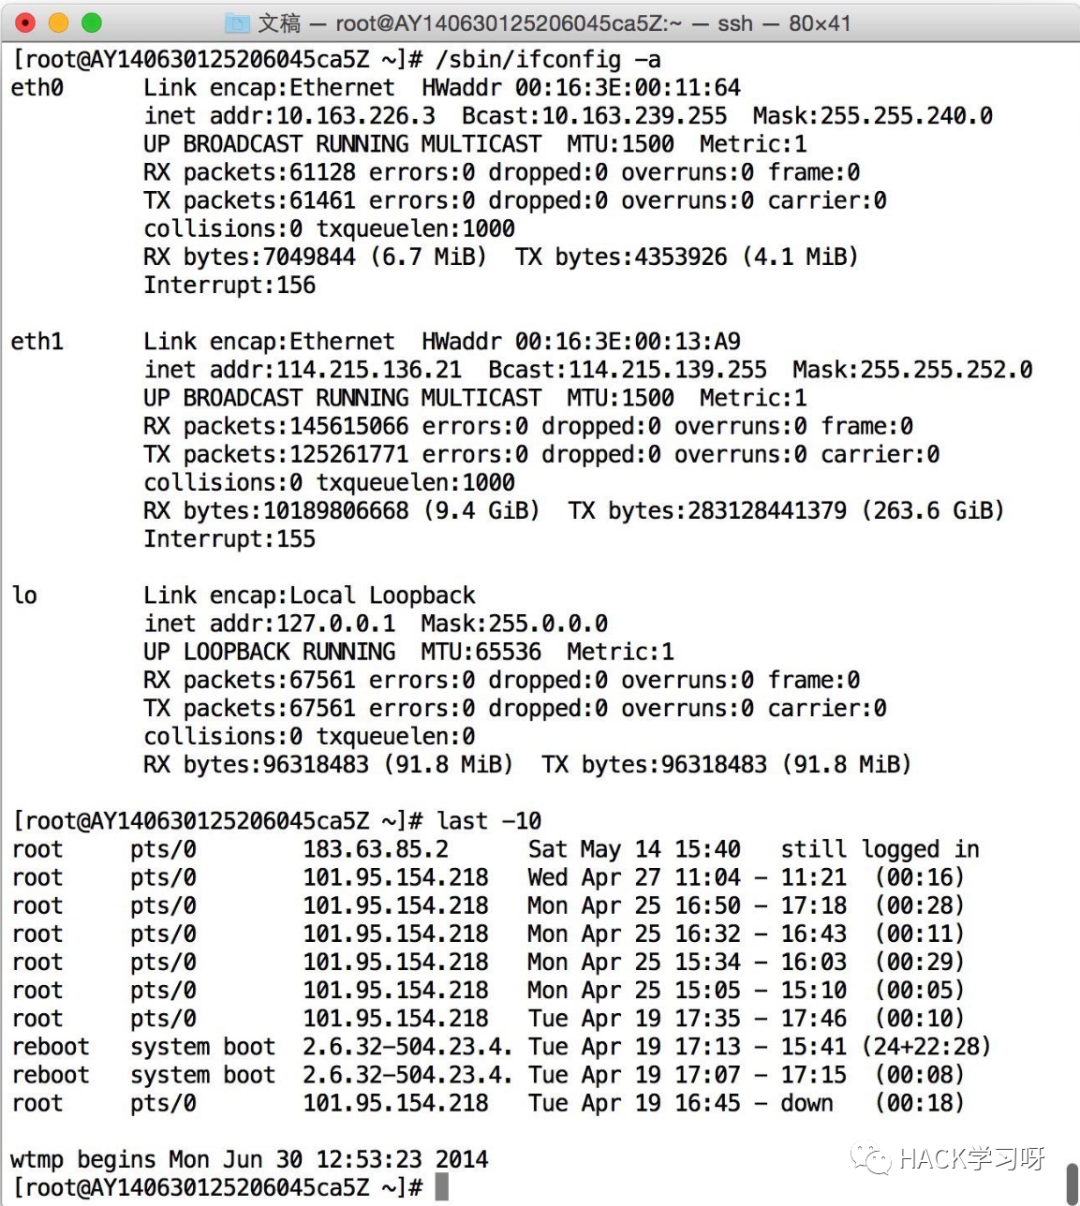 文稿 — root@AY140630125206045ca5Z:~ — ssh — 80×41
[root@AY140630125206045ca5Z ~]# /sbin/ifconfig -a
eth0      Link encap:Ethernet  HWaddr 00:16:3E:00:11:64
          inet addr:10.163.226.3  Bcast:10.163.239.255  Mask:255.255.240.0
          UP BROADCAST RUNNING MULTICAST  MTU:1500  Metric:1
          RX packets:61128 errors:0 dropped:0 overruns:0 frame:0
          TX packets:61461 errors:0 dropped:0 overruns:0 carrier:0
          collisions:0 txqueuelen:1000
          RX bytes:7049844 (6.7 MiB)  TX bytes:4353926 (4.1 MiB)
          Interrupt:156
eth1      Link encap:Ethernet  HWaddr 00:16:3E:00:13:A9
          inet addr:114.215.136.21  Bcast:114.215.139.255  Mask:255.255.252.0
          UP BROADCAST RUNNING MULTICAST  MTU:1500  Metric:1
          RX packets:145615066 errors:0 dropped:0 overruns:0 frame:0
          TX packets:125261771 errors:0 dropped:0 overruns:0 carrier:0
          collisions:0 txqueuelen:1000
          RX bytes:10189806668 (9.4 GiB)  TX bytes:283128441379 (263.6 GiB)
          Interrupt:155
lo        Link encap:Local Loopback
          inet addr:127.0.0.1  Mask:255.0.0.0
          UP LOOPBACK RUNNING  MTU:65536  Metric:1
          RX packets:67561 errors:0 dropped:0 overruns:0 frame:0
          TX packets:67561 errors:0 dropped:0 overruns:0 carrier:0
          collisions:0 txqueuelen:0
          RX bytes:96318483 (91.8 MiB)  TX bytes:96318483 (91.8 MiB)
[root@AY140630125206045ca5Z ~]# last -10
root     pts/0        183.63.85.2      Sat May 14 15:40   still logged in
root     pts/0        101.95.154.218   Wed Apr 27 11:04 - 11:21  (00:16)
root     pts/0        101.95.154.218   Mon Apr 25 16:50 - 17:18  (00:28)
root     pts/0        101.95.154.218   Mon Apr 25 16:32 - 16:43  (00:11)
root     pts/0        101.95.154.218   Mon Apr 25 15:34 - 16:03  (00:29)
root     pts/0        101.95.154.218   Mon Apr 25 15:05 - 15:10  (00:05)
root     pts/0        101.95.154.218   Tue Apr 19 17:35 - 17:46  (00:10)
reboot   system boot  2.6.32-504.23.4. Tue Apr 19 17:13 - 15:41 (24+22:28)
reboot   system boot  2.6.32-504.23.4. Tue Apr 19 17:07 - 17:15  (00:08)
root     pts/0        101.95.154.218   Tue Apr 19 16:45 - down   (00:18)
wtmp begins Mon Jun 30 12:53:23 2014
[root@AY140630125206045ca5Z ~]#
HACK学习呀